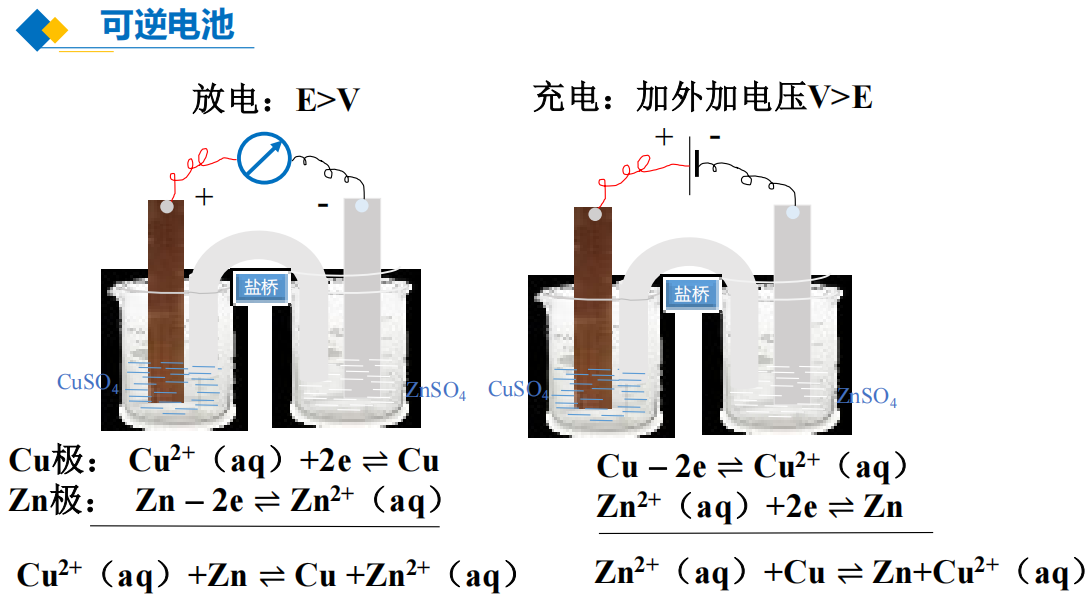 可逆电池
放电：E>V
+ -
盐桥
CuSO₄
ZnSO₄
Cu极： Cu²⁺（aq）+2e ⇌ Cu
Zn极： Zn – 2e ⇌ Zn²⁺（aq）
Cu²⁺（aq）+Zn ⇌ Cu +Zn²⁺（aq）
充电：加外加电压V>E
+ -
盐桥
CuSO₄
ZnSO₄
Cu – 2e ⇌ Cu²⁺（aq）
Zn²⁺（aq）+2e ⇌ Zn
Zn²⁺（aq）+Cu ⇌ Zn+Cu²⁺（aq）